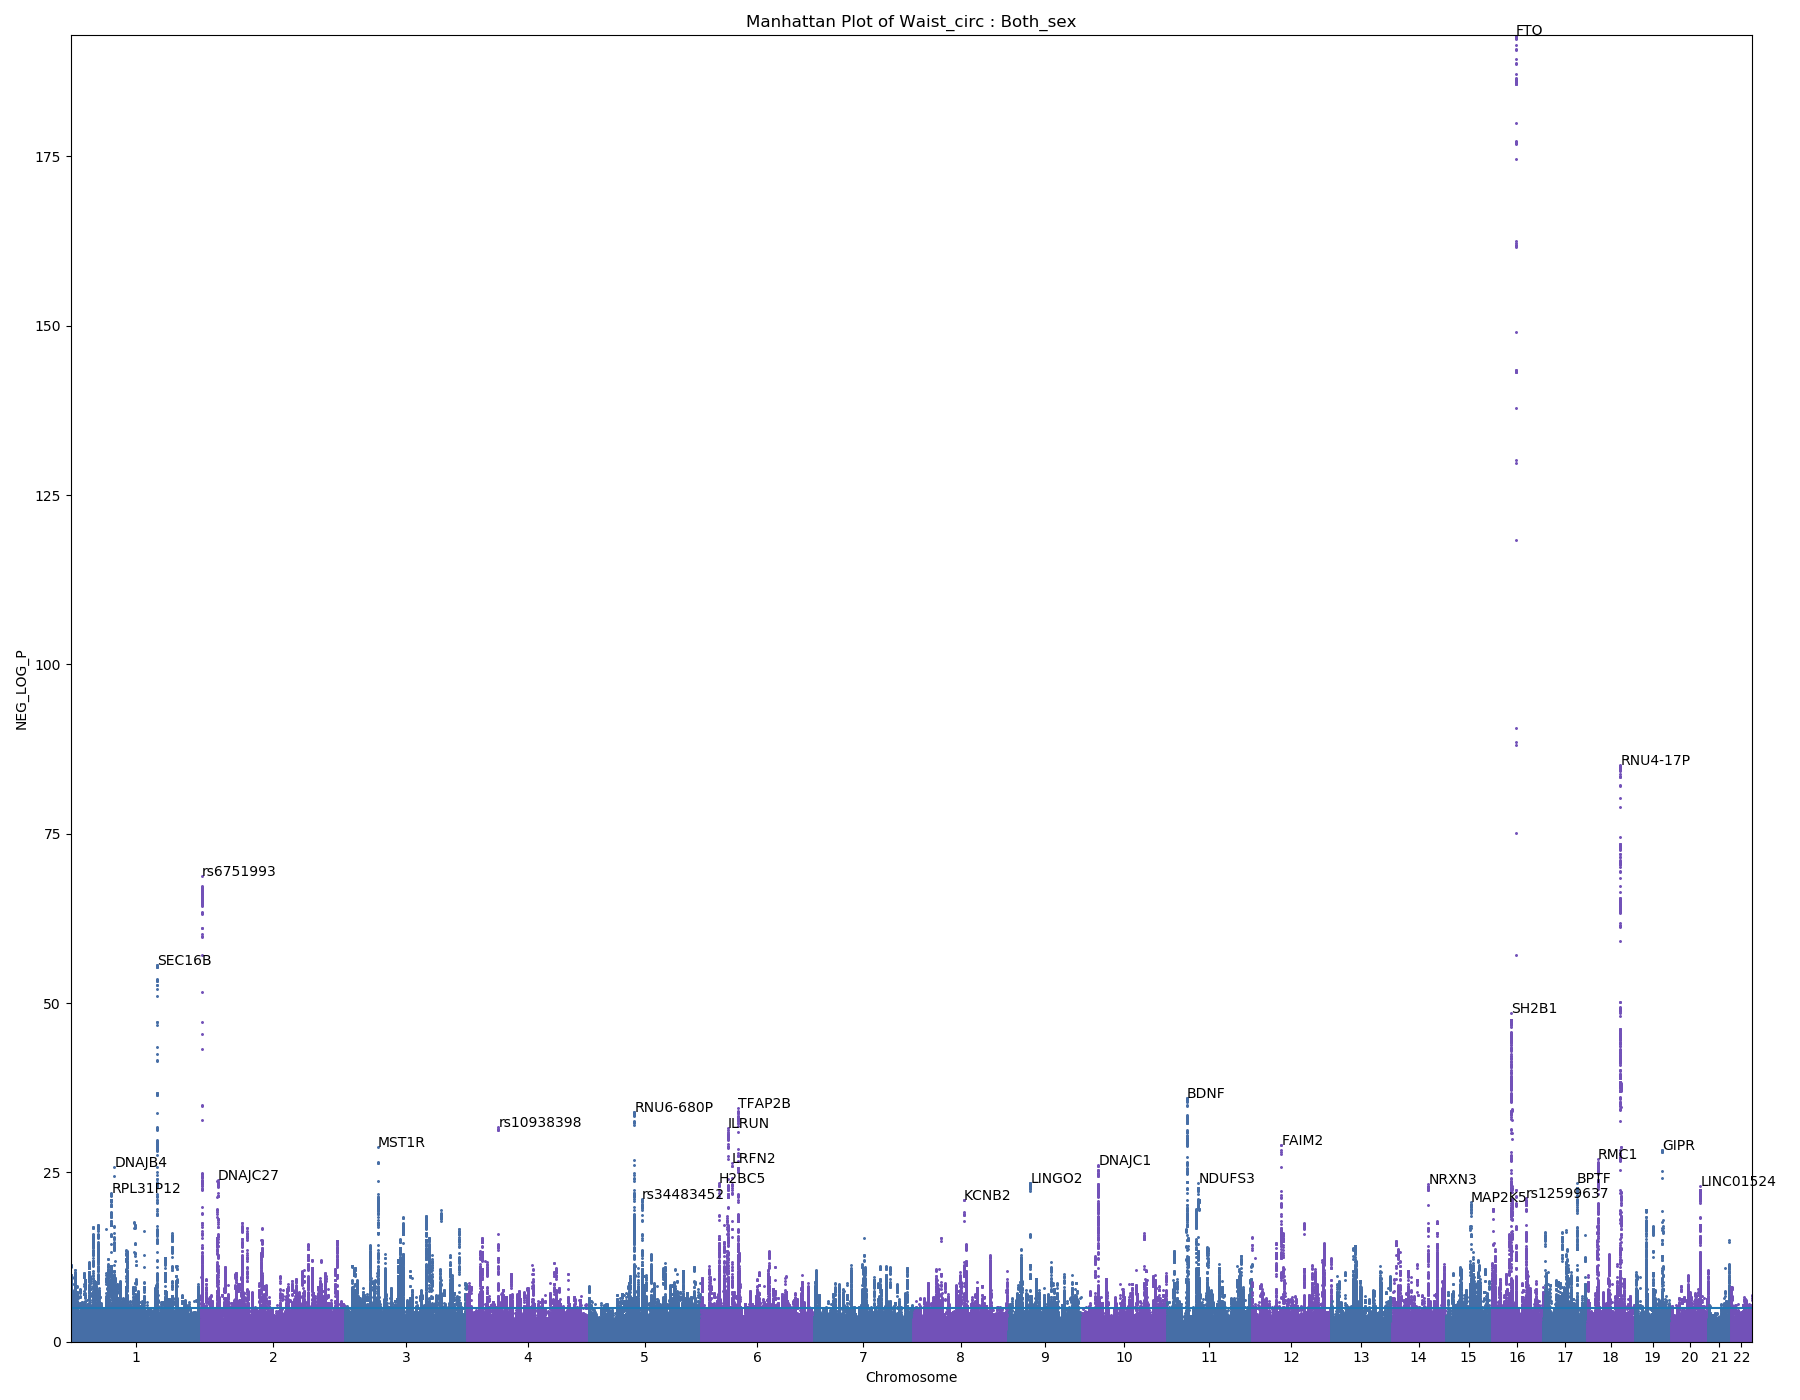 Manhattan Plot of Waist_circ : Both_sex
FTO
175
150
125
NEG_LOG_P
100
RNU4-17P
75
rs6751993
SEC16B
50
SH2B1
BDNF
TFAP2B
RNU6-680P
rs10938398
ILRUN
MST1R
FAIM2
GIPR
RMC1
DNAJB4
LRFN2
DNAJC1
25
DNAJC27
H2BC5
LINGO2
NDUFS3
NRXN3
BPTF
LINC01524
RPL31P12
rs34483452
KCNB2
MAP2K5
rs12599637
0
1 2 3 4 5 6 7 8 9 10 11 12 13 14 15 16 17 18 19 20 21 22
Chromosome